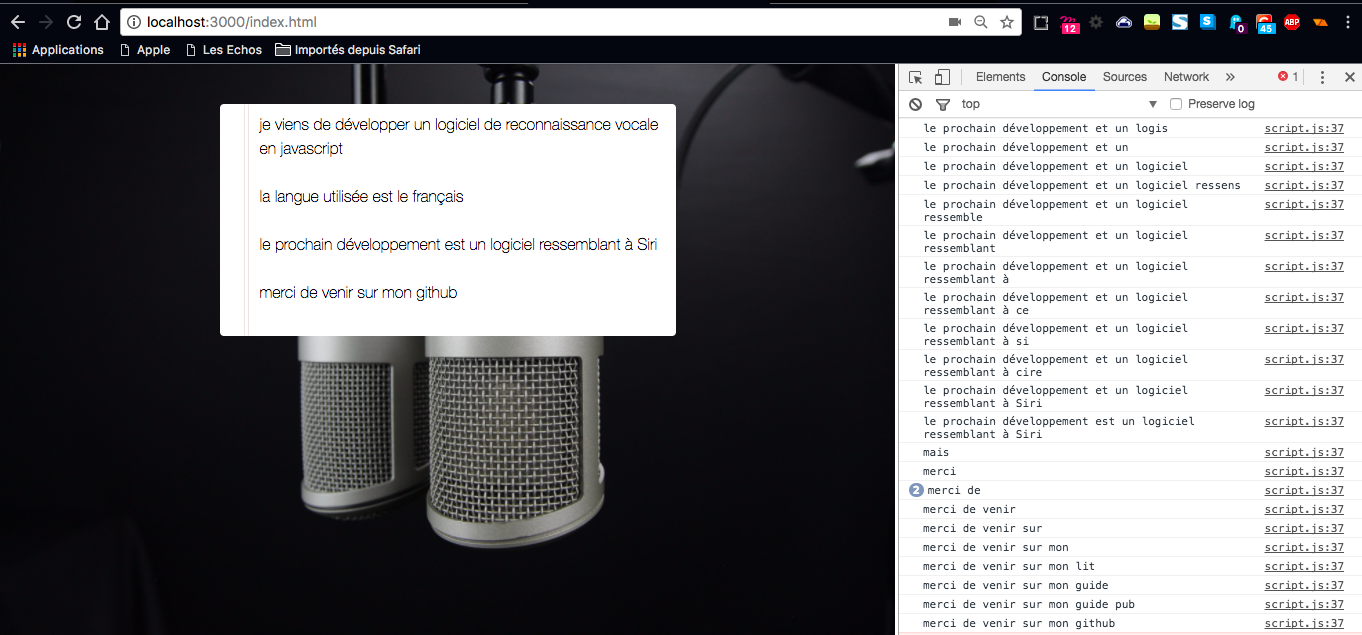 localhost:3000/index.html
12
0
45
ABP
Applications Apple Les Echos Importés depuis Safari
je viens de développer un logiciel de reconnaissance vocale
en javascript
la langue utilisée est le français
le prochain développement est un logiciel ressemblant à Siri
merci de venir sur mon github
Elements Console Sources Network » 1
top Preserve log
le prochain développement et un logis script.js:37
le prochain développement et un script.js:37
le prochain développement et un logiciel script.js:37
le prochain développement et un logiciel ressens script.js:37
le prochain développement et un logiciel script.js:37
ressemble
le prochain développement et un logiciel script.js:37
ressemblant
le prochain développement et un logiciel script.js:37
ressemblant à
le prochain développement et un logiciel script.js:37
ressemblant à ce
le prochain développement et un logiciel script.js:37
ressemblant à si
le prochain développement et un logiciel script.js:37
ressemblant à cire
le prochain développement et un logiciel script.js:37
ressemblant à Siri
le prochain développement est un logiciel script.js:37
ressemblant à Siri
mais script.js:37
merci script.js:37
2 merci de script.js:37
merci de venir script.js:37
merci de venir sur script.js:37
merci de venir sur mon script.js:37
merci de venir sur mon lit script.js:37
merci de venir sur mon guide script.js:37
merci de venir sur mon guide pub script.js:37
merci de venir sur mon github script.js:37